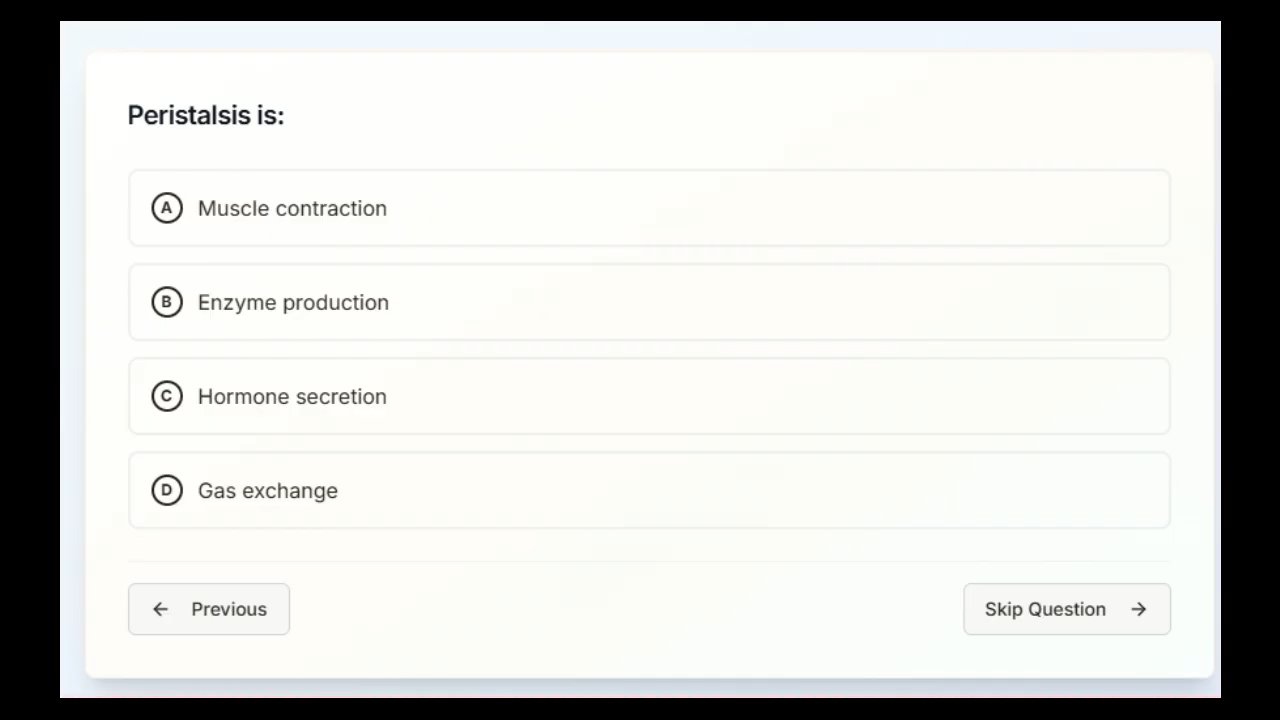 Peristalsis is:
A Muscle contraction
B Enzyme production
C Hormone secretion
D Gas exchange
← Previous
Skip Question →